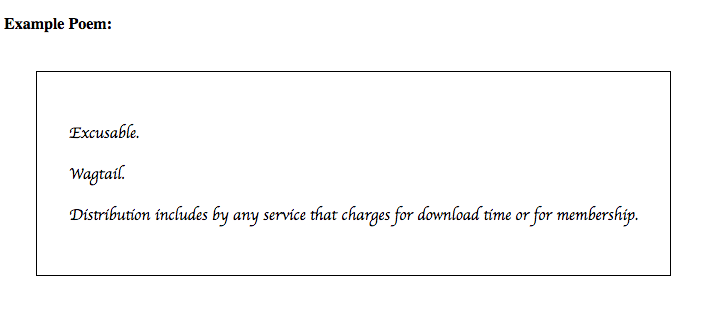 Example Poem:
Excusable.
Wagtail.
Distribution includes by any service that charges for download time or for membership.